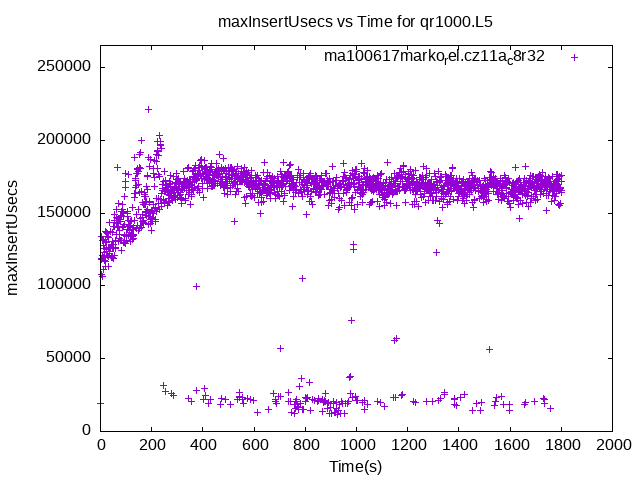 maxInsertUsecs vs Time for qr1000.L5
ma100617marko_rel.cz11a_c8r32
250000
200000
150000
100000
50000
0
maxInsertUsecs
0 200 400 600 800 1000 1200 1400 1600 1800 2000
Time(s)